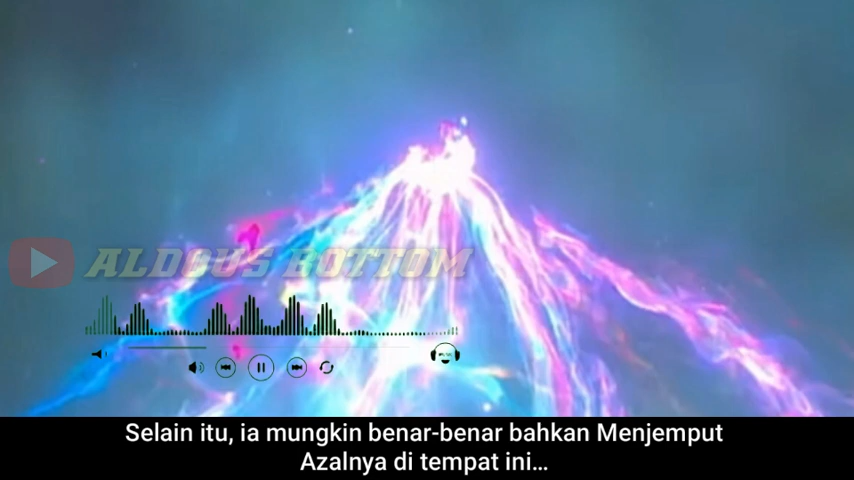 ALDOUS BOTTOM
Selain itu, ia mungkin benar-benar bahkan Menjemput
Azalnya di tempat ini...